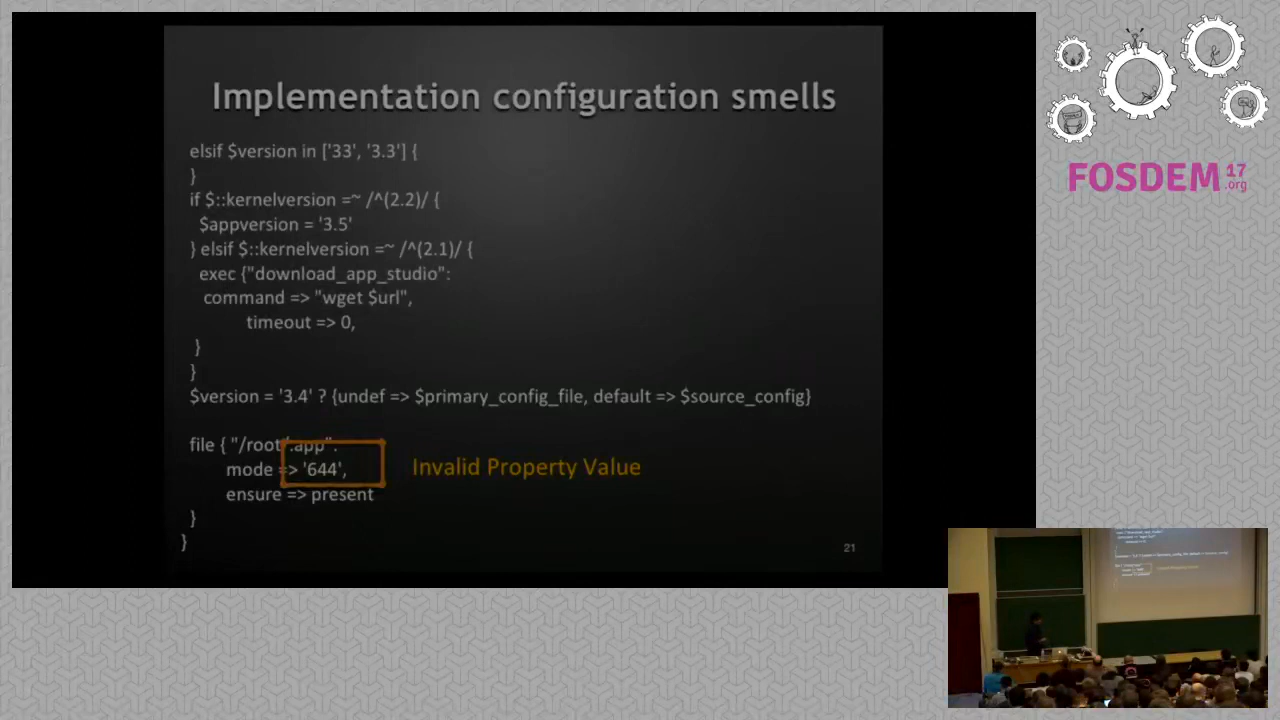 Implementation configuration smells
elsif $version in ['33', '3.3'] {
}
if $::kernelversion =~ /^(2.2)/ {
$appversion = '3.5'
} elsif $::kernelversion =~ /^(2.1)/ {
exec {"download_app_studio":
command => "wget $url",
timeout => 0,
}
}
$version = '3.4' ? {undef => $primary_config_file, default => $source_config}
file { "/root/.app":
mode => '644',
Invalid Property Value
ensure => present
}
}
21
FOSDEM 17
.org